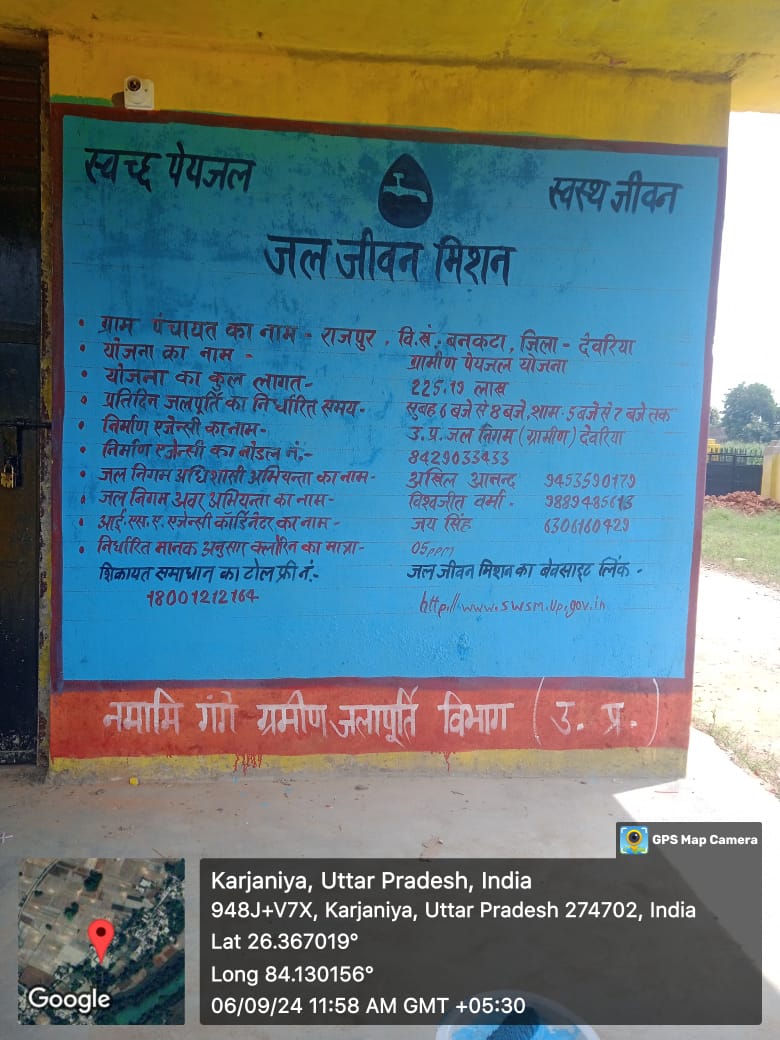 स्वच्छ पेयजल
स्वस्थ जीवन
जल जीवन मिशन
• ग्राम पंचायत का नाम - राजपुर, वि.खं. बनकटा, जिला - देवरिया
• योजना का नाम - ग्रामीण पेयजल योजना
• योजना का कुल लागत- 225.19 लाख
• प्रतिदिन जलपूर्ति का निर्धारित समय- सुबह 6 बजे से 8 बजे, शाम- 5 बजे से 7 बजे तक
• निर्माण एजेन्सी का नाम- उ.प्र. जल निगम (ग्रामीण) देवरिया
• निर्माण एजेन्सी का नोडल नं.- 8429033433
• जल निगम अधिशाती अभियन्ता का नाम- अखिल आनन्द 9453590179
• जल निगम अवर अभियन्ता का नाम- विश्वजीत वर्मा. 9889485613
• आई.एस.ए. एजेन्सी कॉर्डिनेटर का नाम- जय सिंह 6306160429
• निर्धारित मानक अनुसार क्लोरिन का मात्रा- 05ppm
शिकायत समाधान का टोल फ्री नं.- जल जीवन मिशन का बेवसाइट लिंक -
18001212164 http://www.swsm.up.gov.in
नमामि गंगे ग्रमीण जलापूर्ति विभाग (उ. प्र.)
GPS Map Camera
Google
Karjaniya, Uttar Pradesh, India
948J+V7X, Karjaniya, Uttar Pradesh 274702, India
Lat 26.367019°
Long 84.130156°
06/09/24 11:58 AM GMT +05:30